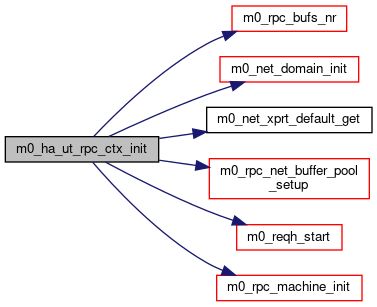 m0_rpc_bufs_nr
m0_net_domain_init
m0_net_xprt_default_get
m0_ha_ut_rpc_ctx_init
m0_rpc_net_buffer_pool
_setup
m0_reqh_start
m0_rpc_machine_init